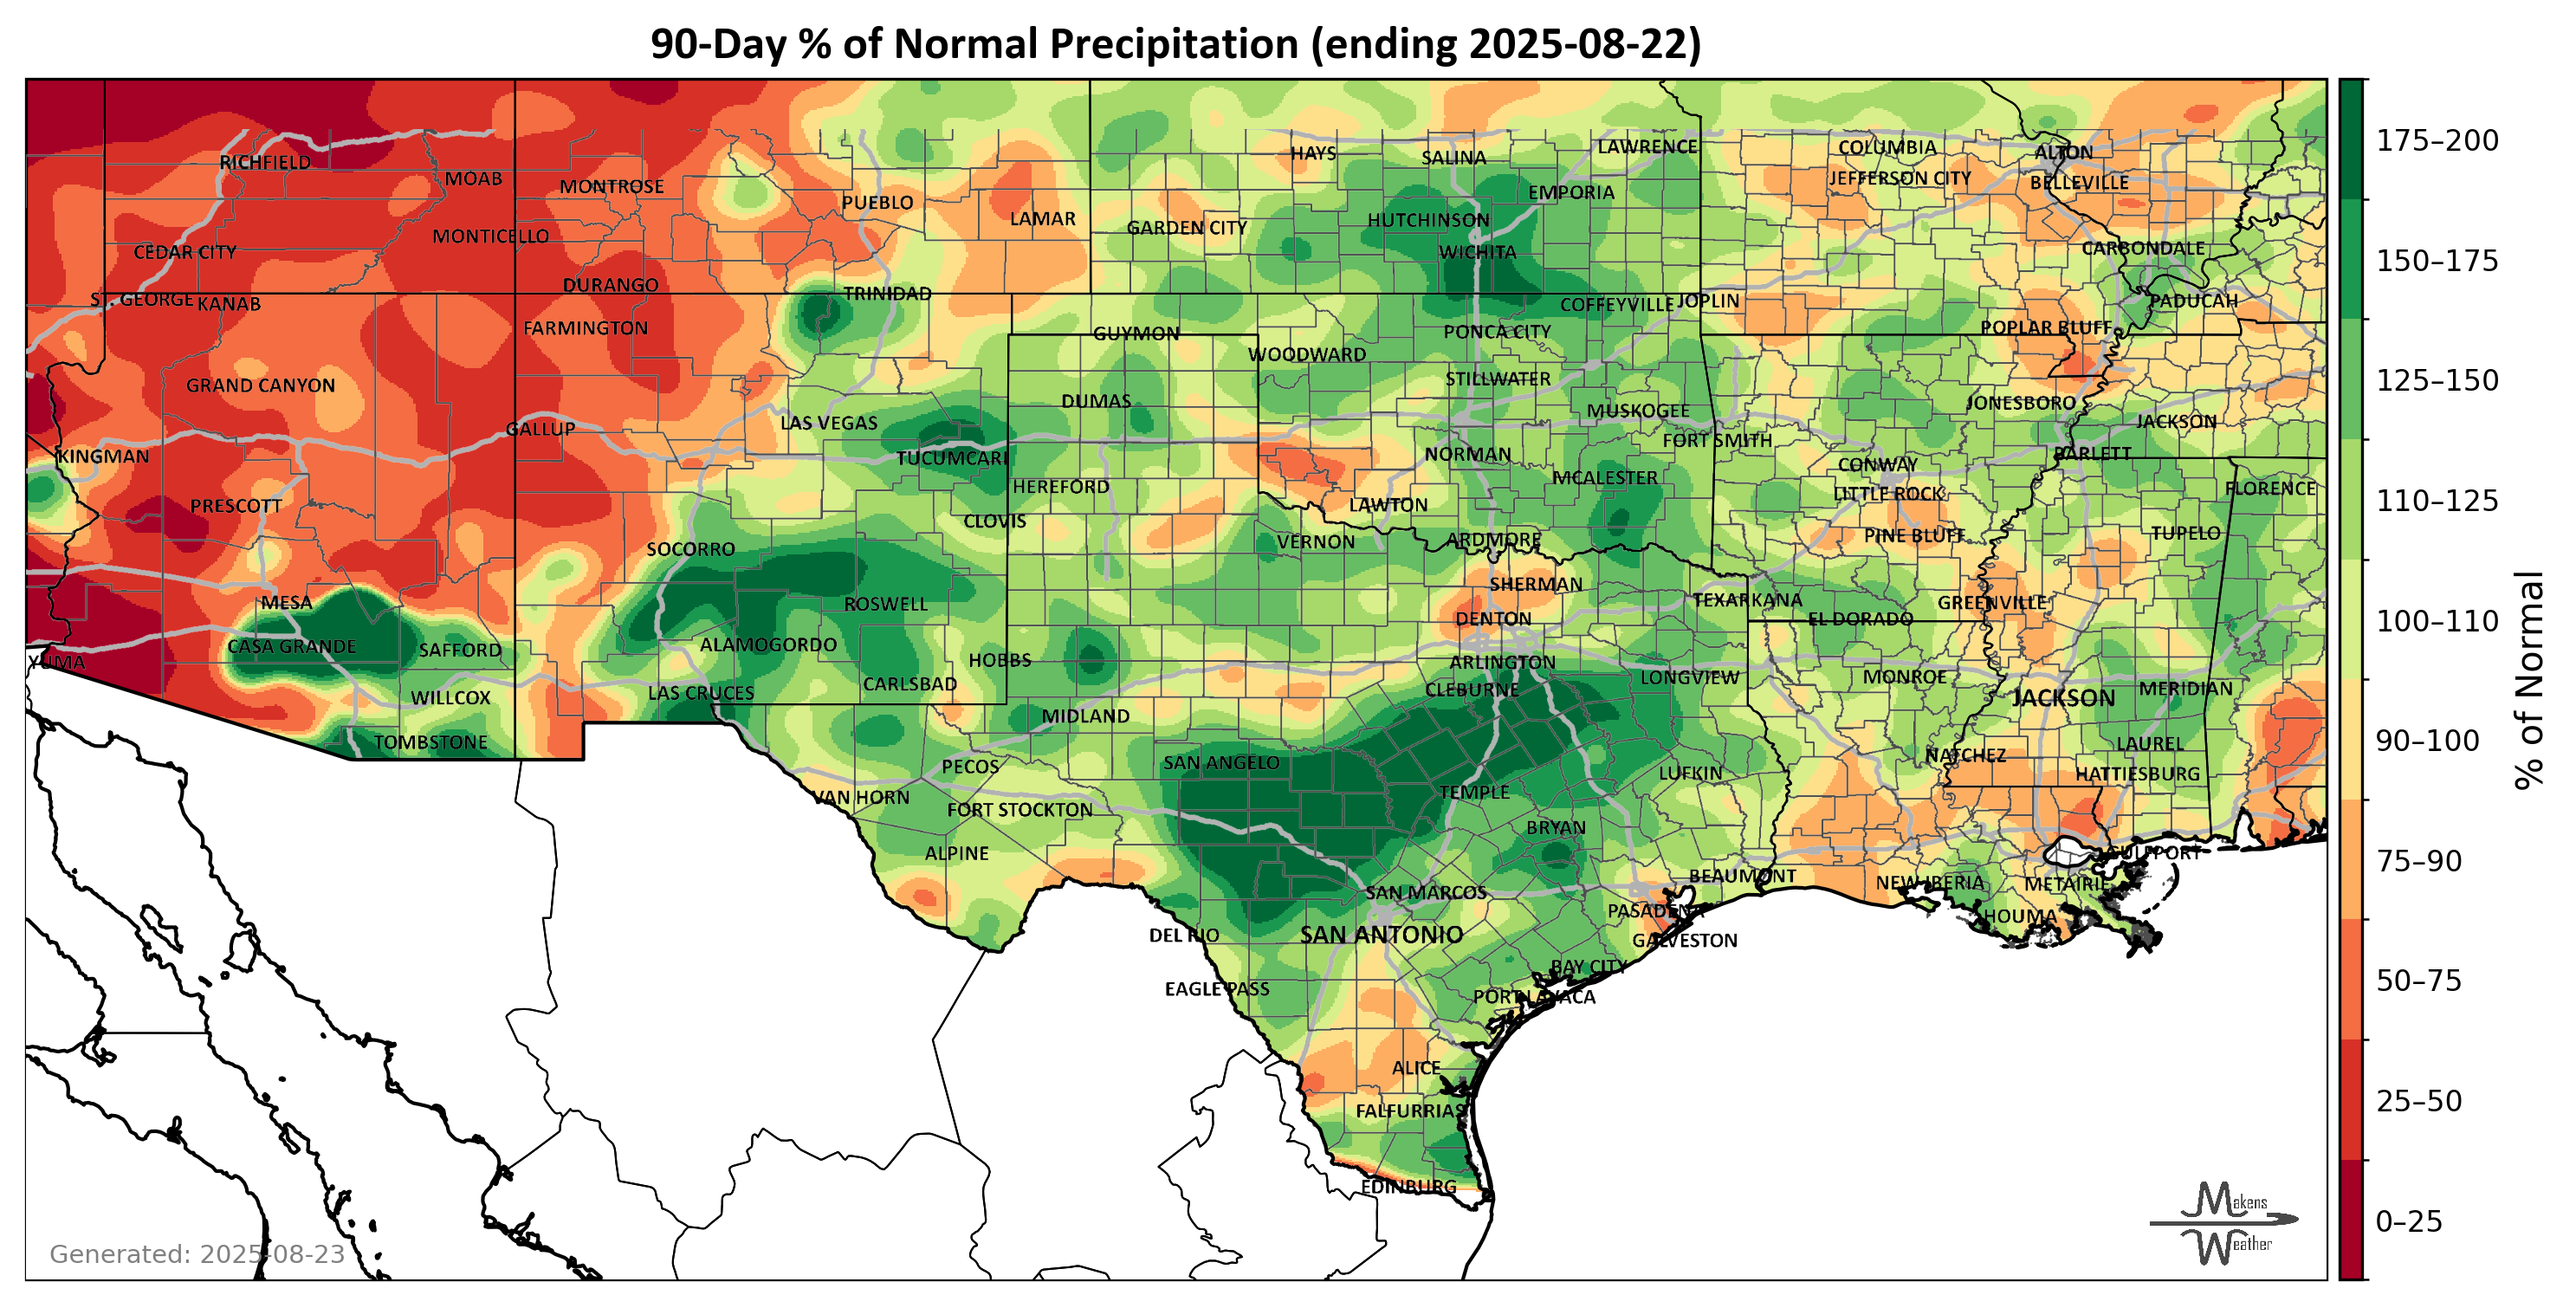 90-Day % of Normal Precipitation (ending 2025-08-22)
RICHFIELD
MOAB
MONTROSE
PUEBLO
LAMAR
HAYS
SALINA
LAWRENCE
COLUMBIA
ALTON
JEFFERSON CITY
BELLEVILLE
EMPORIA
HUTCHINSON
GARDEN CITY
WICHITA
MONTICELLO
CEDAR CITY
CARBONDALE
DURANGO
TRINIDAD
ST. GEORGE
KANAB
COFFEYVILLE
JOPLIN
PADUCAH
FARMINGTON
GUYMON
PONCA CITY
POPLAR BLUFF
WOODWARD
GRAND CANYON
STILLWATER
DUMAS
MUSKOGEE
JONESBORO
JACKSON
GALLUP
LAS VEGAS
FORT SMITH
KINGMAN
TUCUMCARI
NORMAN
BARLETT
CONWAY
MCALESTER
HEREFORD
LITTLE ROCK
FLORENCE
PRESCOTT
LAWTON
CLOVIS
PINE BLUFF
TUPELO
SOCORRO
VERNON
ARDMORE
SHERMAN
MESA
ROSWELL
TEXARKANA
GREENVILLE
DENTON
EL DORADO
CASA GRANDE
SAFFORD
ALAMOGORDO
YUMA
HOBBS
ARLINGTON
WILLCOX
LAS CRUCES
CARLSBAD
CLEBURNE
LONGVIEW
MONROE
JACKSON
MERIDIAN
MIDLAND
TOMBSTONE
PECOS
SAN ANGELO
LUFKIN
NATCHEZ
LAUREL
HATTIESBURG
VAN HORN
FORT STOCKTON
TEMPLE
BRYAN
ALPINE
GULFPORT
SAN MARCOS
BEAUMONT
NEW IBERIA
METAIRIE
PASADENA
HOUMA
DEL RIO
SAN ANTONIO
GALVESTON
BAY CITY
EAGLE PASS
PORT LAVACA
ALICE
FALFURRIAS
EDINBURG
175–200
150–175
125–150
110–125
100–110
90–100
75–90
50–75
25–50
0–25
% of Normal
Generated: 2025-08-23
Makens
Weather